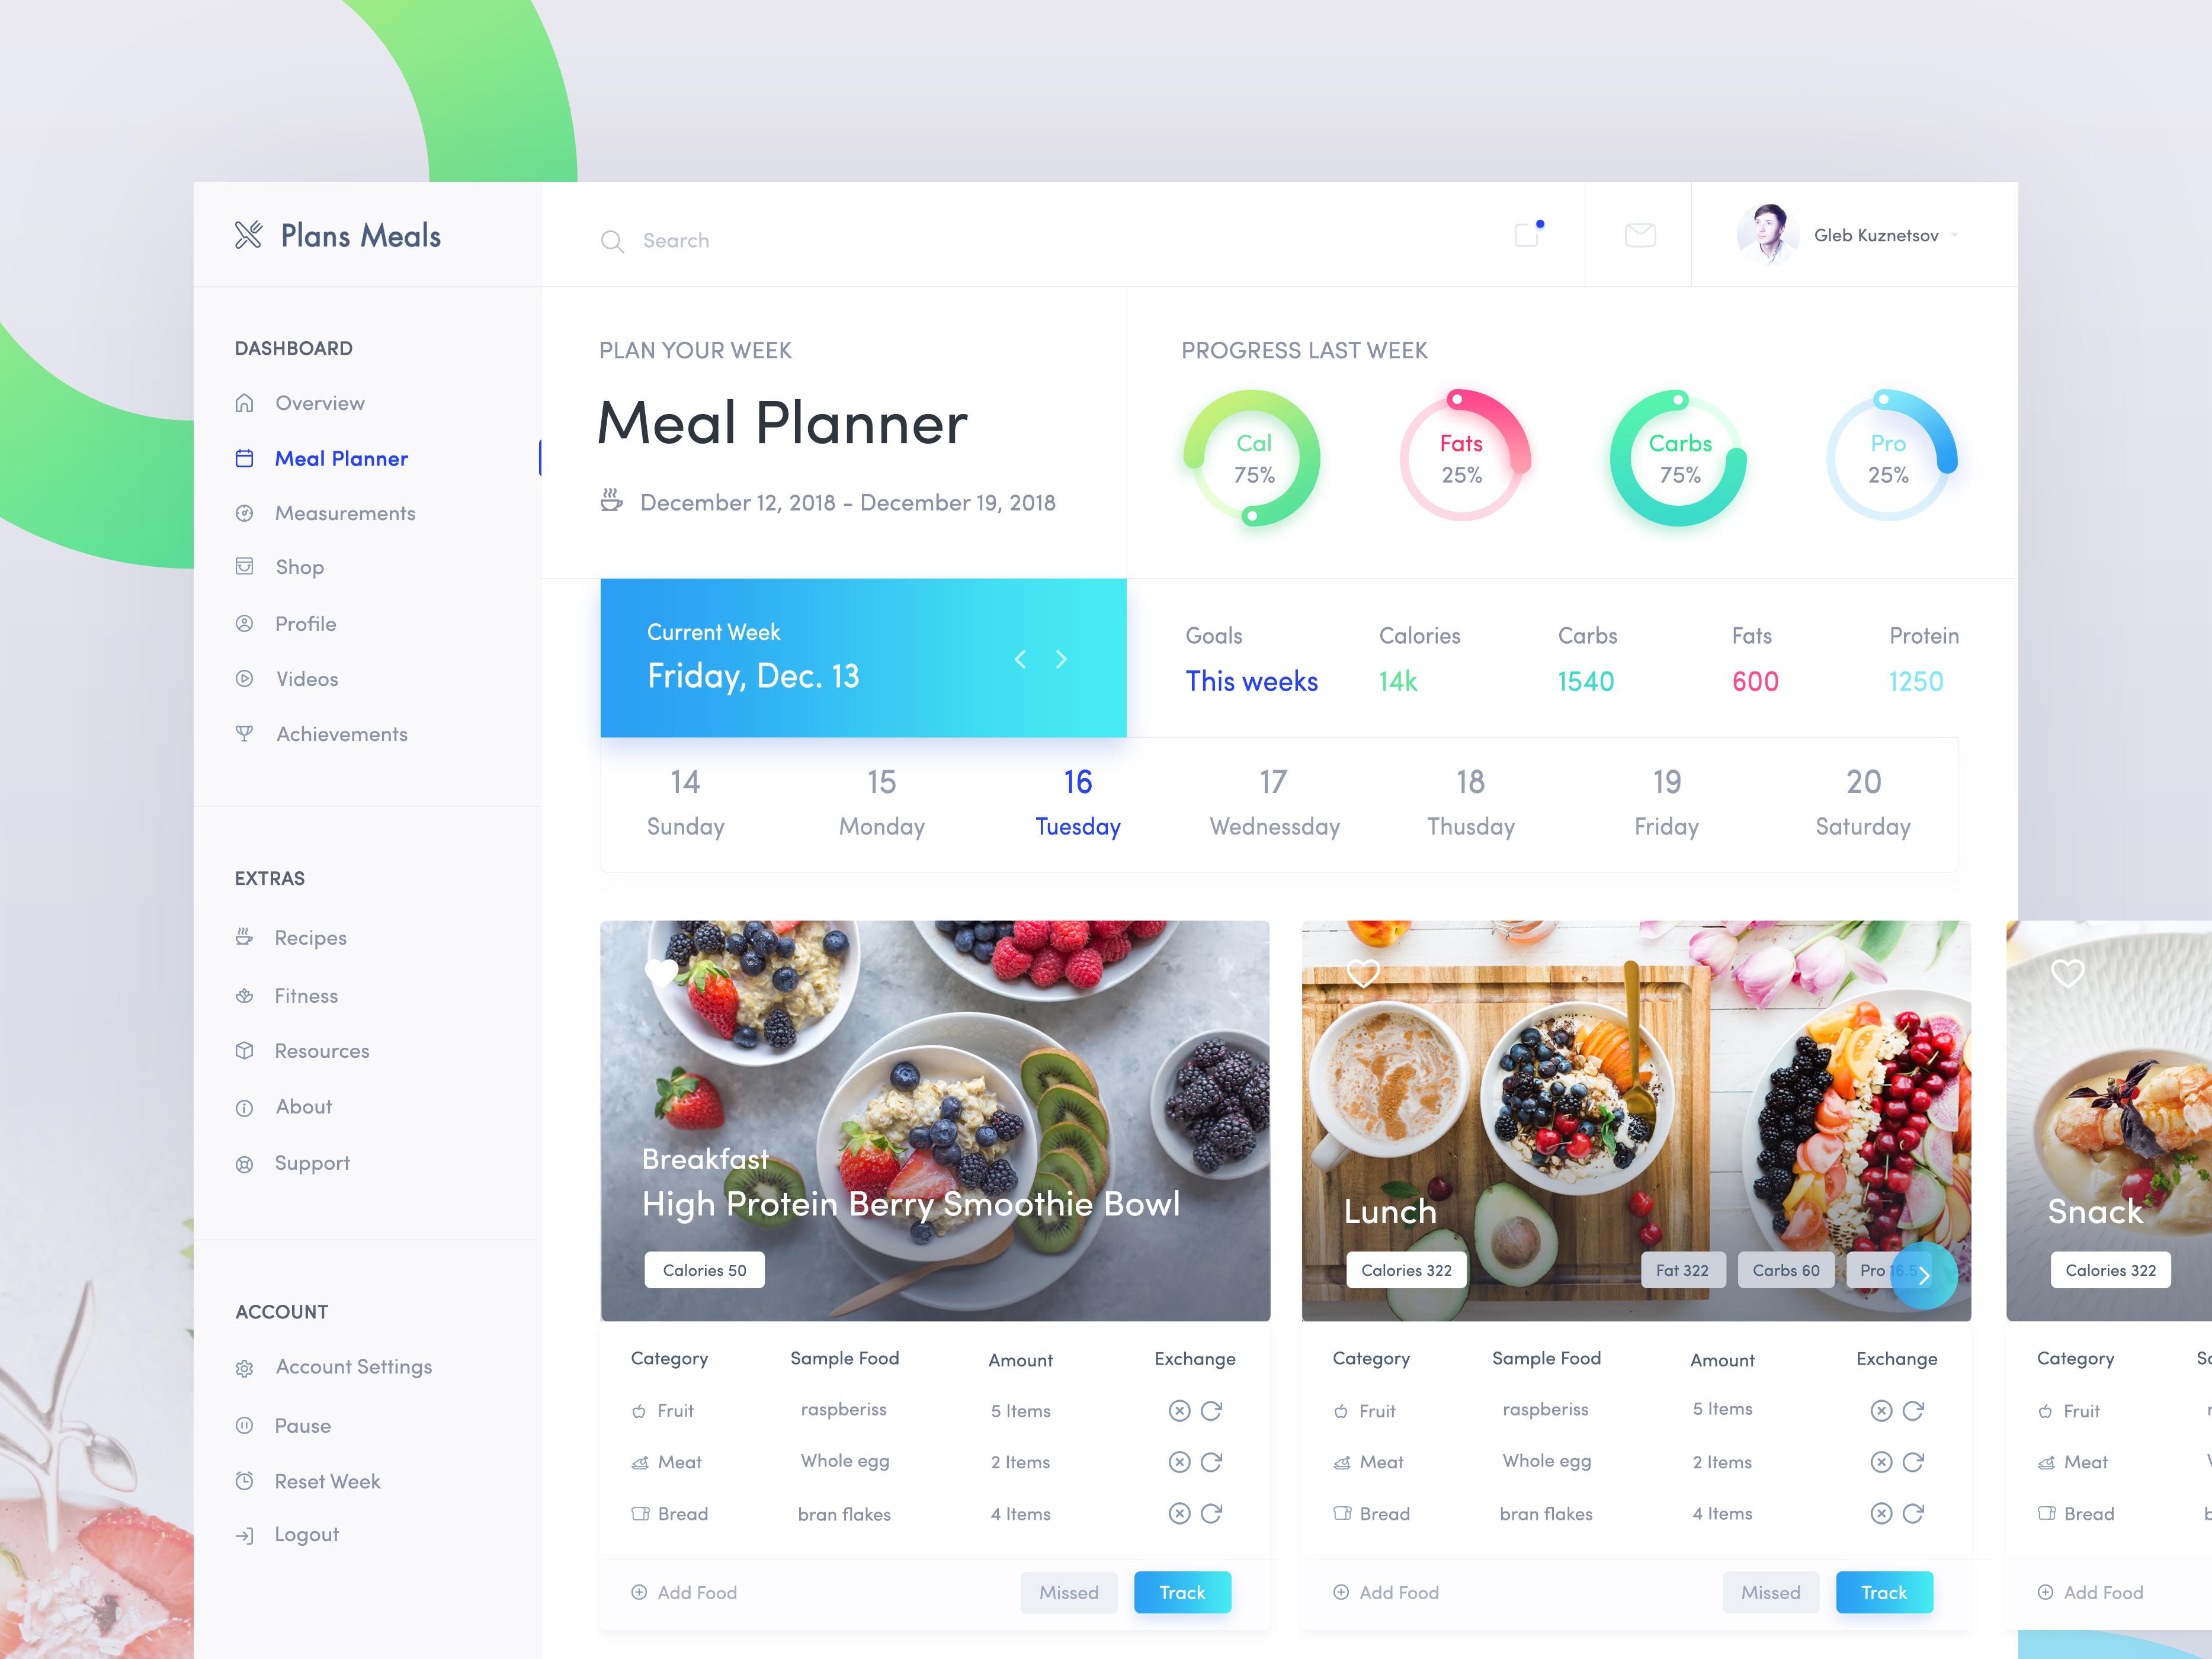 Plans Meals
Search
Gleb Kuznetsov
DASHBOARD
Overview
Meal Planner
Measurements
Shop
Profile
Videos
Achievements
EXTRAS
Recipes
Fitness
Resources
About
Support
ACCOUNT
Account Settings
Pause
Reset Week
Logout
PLAN YOUR WEEK
Meal Planner
December 12, 2018 - December 19, 2018
PROGRESS LAST WEEK
Cal
75%
Fats
25%
Carbs
75%
Pro
25%
Current Week
Friday, Dec. 13
Goals Calories Carbs Fats Protein
This weeks 14k 1540 600 1250
14 15 16 17 18 19 20
Sunday Monday Tuesday Wednessday Thusday Friday Saturday
Breakfast
High Protein Berry Smoothie Bowl
Calories 50
Category Sample Food Amount Exchange
Fruit raspberiss 5 Items
Meat Whole egg 2 Items
Bread bran flakes 4 Items
Add Food Missed Track
Lunch
Calories 322 Fat 322 Carbs 60 Pro 16.5
Category Sample Food Amount Exchange
Fruit raspberiss 5 Items
Meat Whole egg 2 Items
Bread bran flakes 4 Items
Add Food Missed Track
Snack
Calories 322
Category
Fruit
Meat
Bread
Add Food